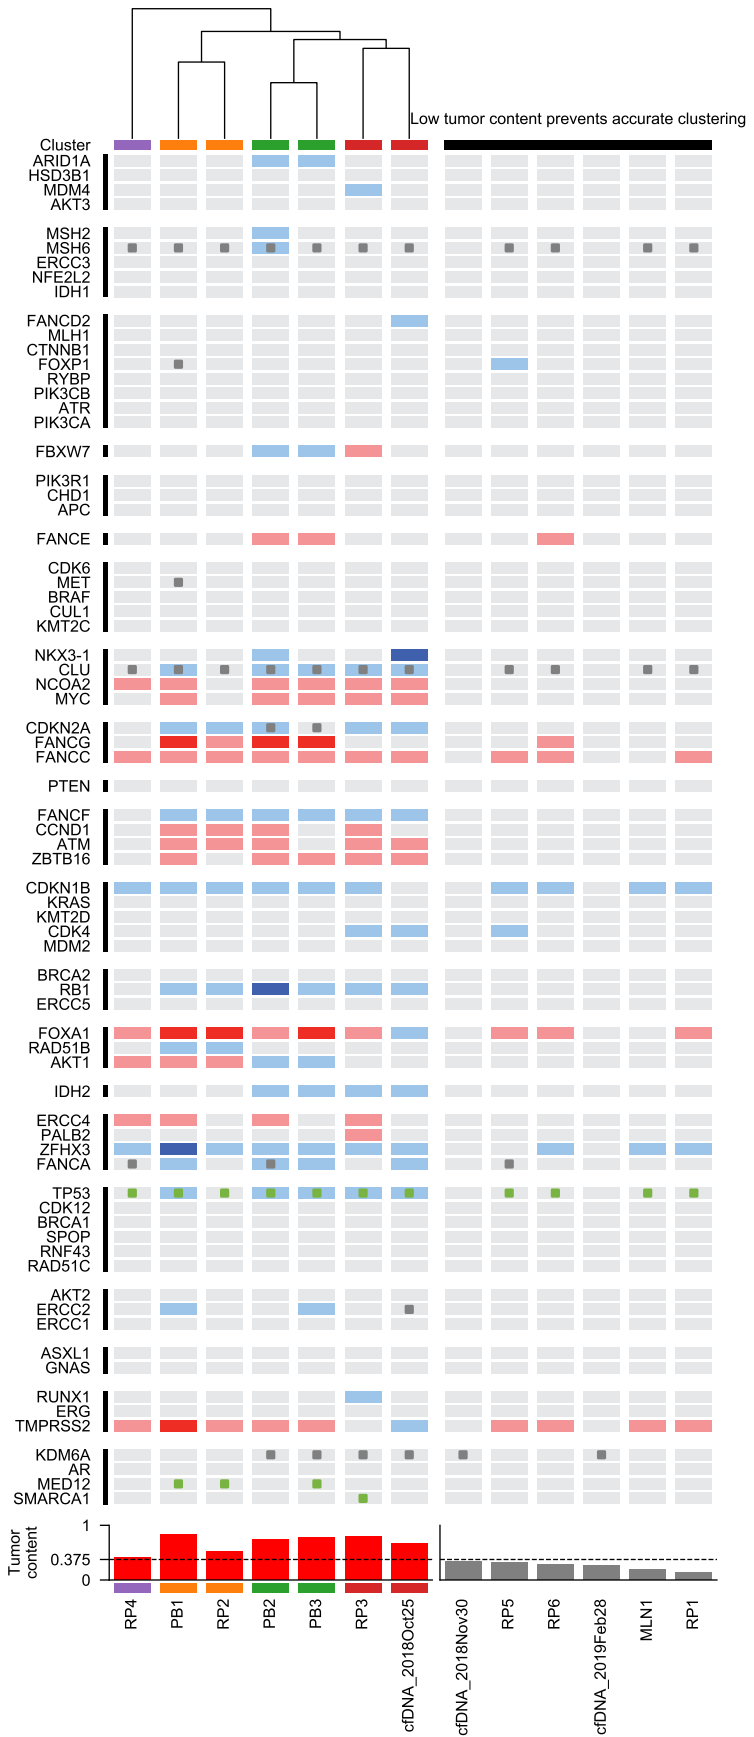 Low tumor content prevents accurate clustering
Cluster
ARID1A
HSD3B1
MDM4
AKT3
MSH2
MSH6
ERCC3
NFE2L2
IDH1
FANCD2
MLH1
CTNNB1
FOXP1
RYBP
PIK3CB
ATR
PIK3CA
FBXW7
PIK3R1
CHD1
APC
FANCE
CDK6
MET
BRAF
CUL1
KMT2C
NKX3-1
CLU
NCOA2
MYC
CDKN2A
FANCG
FANCC
PTEN
FANCF
CCND1
ATM
ZBTB16
CDKN1B
KRAS
KMT2D
CDK4
MDM2
BRCA2
RB1
ERCC5
FOXA1
RAD51B
AKT1
IDH2
ERCC4
PALB2
ZFHX3
FANCA
TP53
CDK12
BRCA1
SPOP
RNF43
RAD51C
AKT2
ERCC2
ERCC1
ASXL1
GNAS
RUNX1
ERG
TMPRSS2
KDM6A
AR
MED12
SMARCA1
Tumor
content
1
0.375
0
RP4
PB1
RP2
PB2
PB3
RP3
cfDNA_2018Oct25
cfDNA_2018Nov30
RP5
RP6
cfDNA_2019Feb28
MLN1
RP1